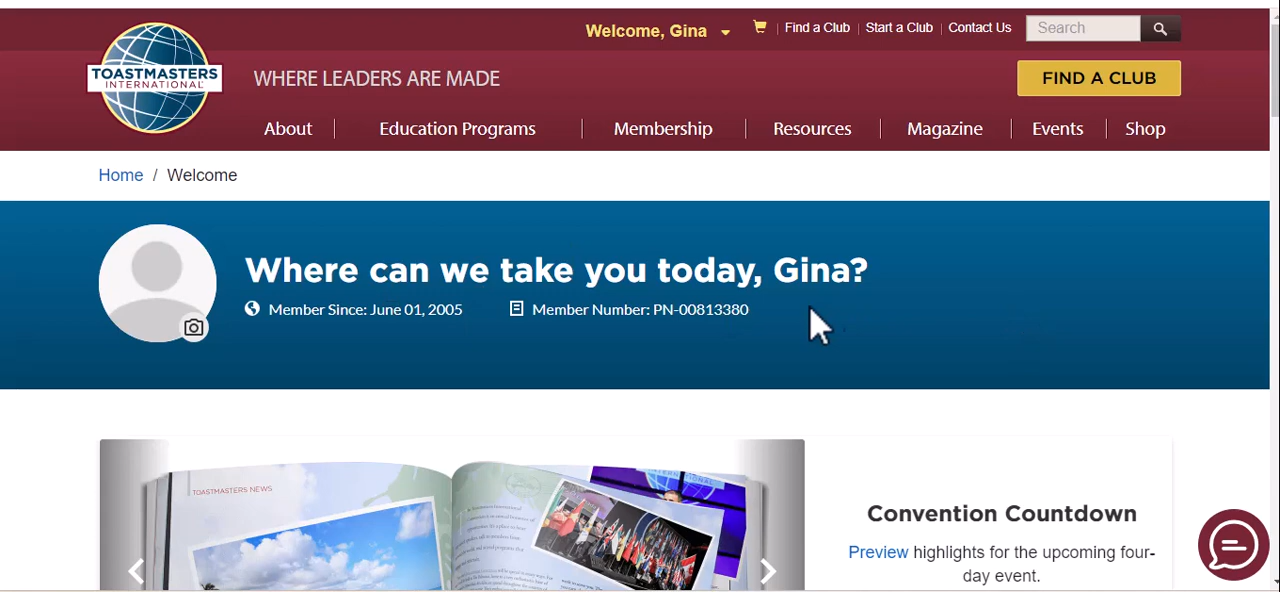 Welcome, Gina
Find a Club
Start a Club
Contact Us
Search
TOASTMASTERS
INTERNATIONAL
WHERE LEADERS ARE MADE
FIND A CLUB
About
Education Programs
Membership
Resources
Magazine
Events
Shop
Home / Welcome
Where can we take you today, Gina?
Member Since: June 01, 2005
Member Number: PN-00813380
TOASTMASTERS NEWS
Convention Countdown
Preview highlights for the upcoming four-
day event.